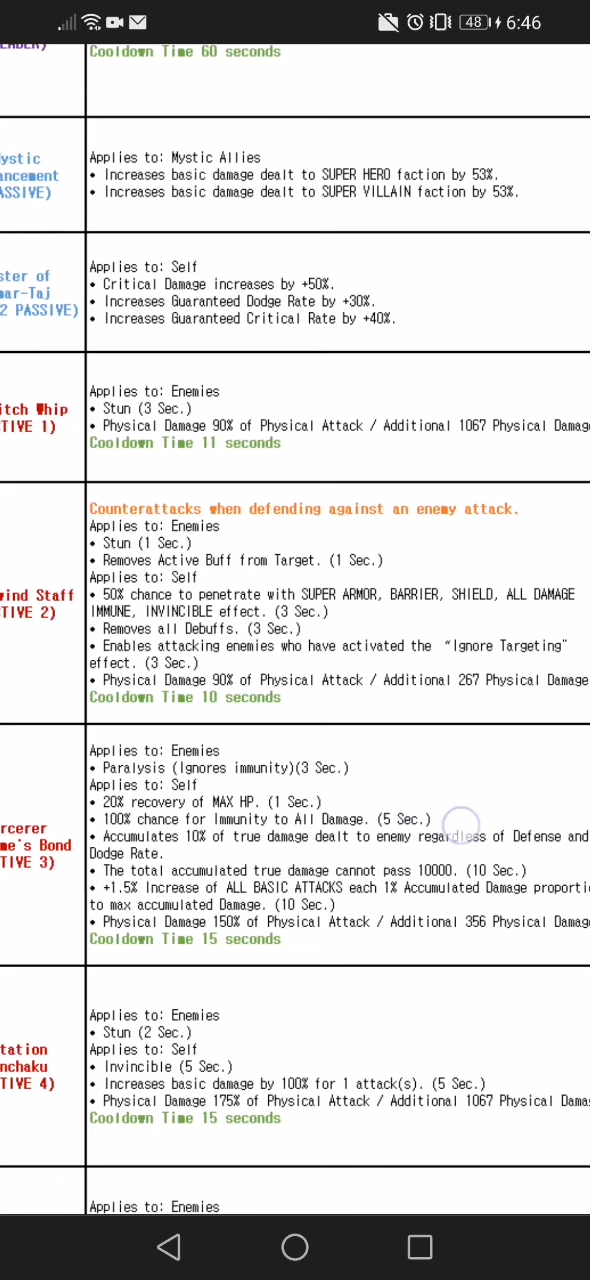 48 6:46
Cooldown Time 60 seconds
Applies to: Mystic Allies
• Increases basic damage dealt to SUPER HERO faction by 53%.
• Increases basic damage dealt to SUPER VILLAIN faction by 53%.
ystic
ancement
ASSIVE)
Applies to: Self
• Critical Damage increases by +50%.
• Increases Guaranteed Dodge Rate by +30%.
• Increases Guaranteed Critical Rate by +40%.
ster of
mar-Taj
2 PASSIVE)
Applies to: Enemies
• Stun (3 Sec.)
• Physical Damage 90% of Physical Attack / Additional 1067 Physical Damag
Cooldown Time 11 seconds
itch Whip
TIVE 1)
Counterattacks when defending against an enemy attack.
Applies to: Enemies
• Stun (1 Sec.)
• Removes Active Buff from Target. (1 Sec.)
Applies to: Self
• 50% chance to penetrate with SUPER ARMOR, BARRIER, SHIELD, ALL DAMAGE
IMMUNE, INVINCIBLE effect. (3 Sec.)
• Removes all Debuffs. (3 Sec.)
• Enables attacking enemies who have activated the “Ignore Targeting"
effect. (3 Sec.)
• Physical Damage 90% of Physical Attack / Additional 267 Physical Damage
Cooldown Time 10 seconds
wind Staff
TIVE 2)
Applies to: Enemies
• Paralysis (Ignores immunity)(3 Sec.)
Applies to: Self
• 20% recovery of MAX HP. (1 Sec.)
• 100% chance for Immunity to All Damage. (5 Sec.)
• Accumulates 10% of true damage dealt to enemy regardless of Defense and
Dodge Rate.
• The total accumulated true damage cannot pass 10000. (10 Sec.)
• +1.5% Increase of ALL BASIC ATTACKS each 1% Accumulated Damage proporti
to max accumulated Damage. (10 Sec.)
• Physical Damage 150% of Physical Attack / Additional 356 Physical Damag
Cooldown Time 15 seconds
rcerer
me's Bond
TIVE 3)
Applies to: Enemies
• Stun (2 Sec.)
Applies to: Self
• Invincible (5 Sec.)
• Increases basic damage by 100% for 1 attack(s). (5 Sec.)
• Physical Damage 175% of Physical Attack / Additional 1067 Physical Dama
Cooldown Time 15 seconds
tation
nchaku
TIVE 4)
Applies to: Enemies